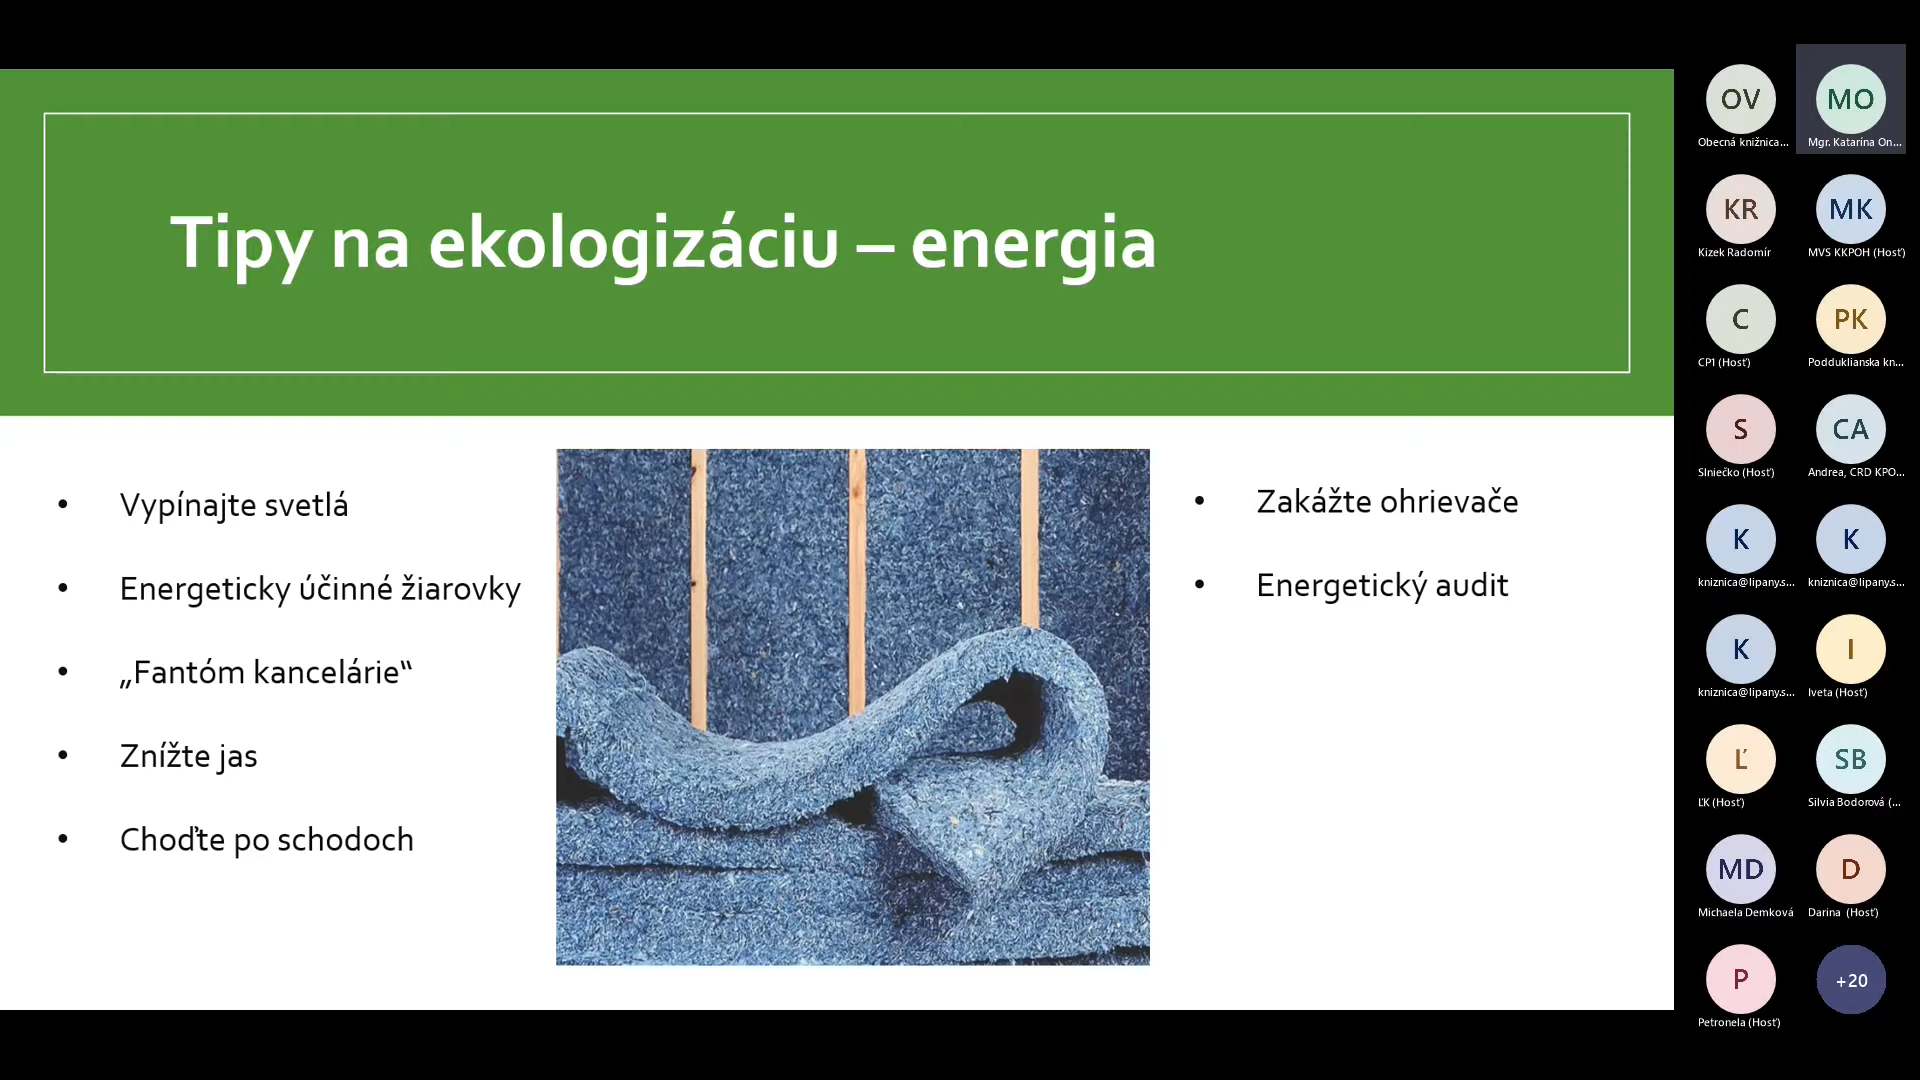 Tipy na ekologizáciu – energia
• Vypínajte svetlá
• Energeticky účinné žiarovky
• „Fantóm kancelárie“
• Znížte jas
• Choďte po schodoch
• Zakážte ohrievače
• Energetický audit
OV
Obecná knižnica...
MO
Mgr. Katarína On...
KR
Kizek Radomír
MK
MVS KKPOH (Hosť)
C
CP1 (Hosť)
PK
Podduklianska kn...
S
Slniečko (Hosť)
CA
Andrea, CRD KPO...
K
kniznica@lipany.s...
K
kniznica@lipany.s...
K
kniznica@lipany.s...
I
Iveta (Hosť)
Ľ
ĽK (Hosť)
SB
Silvia Bodorová (...
MD
Michaela Demková
D
Darina (Hosť)
P
Petronela (Hosť)
+20